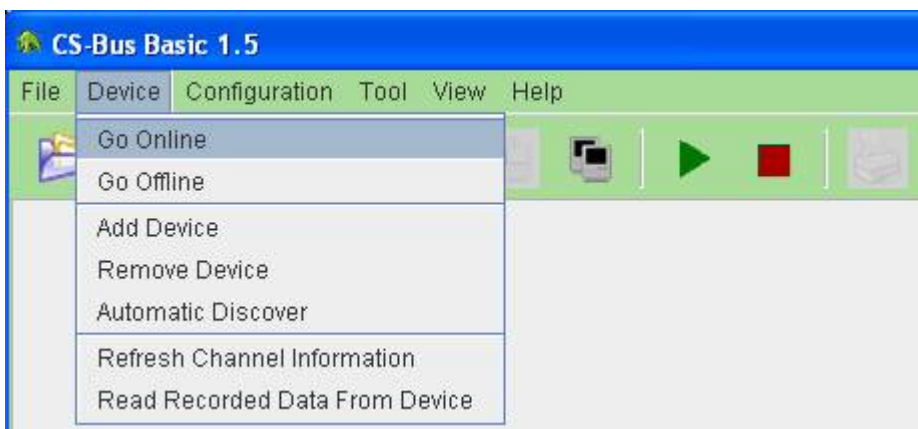 CS-Bus Basic 1.5
File Device Configuration Tool View Help
Go Online
Go Offline
Add Device
Remove Device
Automatic Discover
Refresh Channel Information
Read Recorded Data From Device